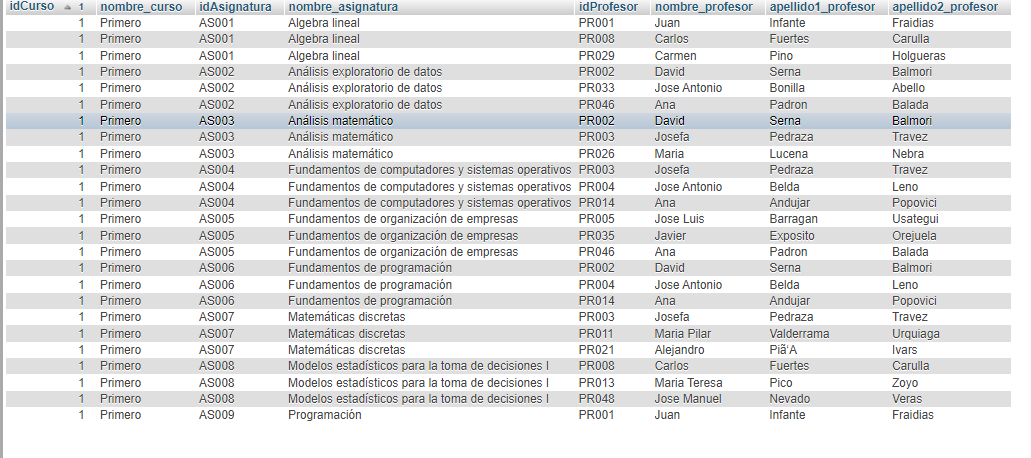 idCurso 1 nombre_curso idAsignatura nombre_asignatura idProfesor nombre_profesor apellido1_profesor apellido2_profesor
1 Primero AS001 Algebra lineal PR001 Juan Infante Fraidias
1 Primero AS001 Algebra lineal PR008 Carlos Fuertes Carulla
1 Primero AS001 Algebra lineal PR029 Carmen Pino Holgueras
1 Primero AS002 Análisis exploratorio de datos PR002 David Serna Balmori
1 Primero AS002 Análisis exploratorio de datos PR033 Jose Antonio Bonilla Abello
1 Primero AS002 Análisis exploratorio de datos PR046 Ana Padron Balada
1 Primero AS003 Análisis matemático PR002 David Serna Balmori
1 Primero AS003 Análisis matemático PR003 Josefa Pedraza Travez
1 Primero AS003 Análisis matemático PR026 Maria Lucena Nebra
1 Primero AS004 Fundamentos de computadores y sistemas operativos PR003 Josefa Pedraza Travez
1 Primero AS004 Fundamentos de computadores y sistemas operativos PR004 Jose Antonio Belda Leno
1 Primero AS004 Fundamentos de computadores y sistemas operativos PR014 Ana Andujar Popovici
1 Primero AS005 Fundamentos de organización de empresas PR005 Jose Luis Barragan Usategui
1 Primero AS005 Fundamentos de organización de empresas PR035 Javier Exposito Orejuela
1 Primero AS005 Fundamentos de organización de empresas PR046 Ana Padron Balada
1 Primero AS006 Fundamentos de programación PR002 David Serna Balmori
1 Primero AS006 Fundamentos de programación PR004 Jose Antonio Belda Leno
1 Primero AS006 Fundamentos de programación PR014 Ana Andujar Popovici
1 Primero AS007 Matemáticas discretas PR003 Josefa Pedraza Travez
1 Primero AS007 Matemáticas discretas PR011 Maria Pilar Valderrama Urquiaga
1 Primero AS007 Matemáticas discretas PR021 Alejandro Piã‘A Ivars
1 Primero AS008 Modelos estadísticos para la toma de decisiones I PR008 Carlos Fuertes Carulla
1 Primero AS008 Modelos estadísticos para la toma de decisiones I PR013 Maria Teresa Pico Zoyo
1 Primero AS008 Modelos estadísticos para la toma de decisiones I PR048 Jose Manuel Nevado Veras
1 Primero AS009 Programación PR001 Juan Infante Fraidias